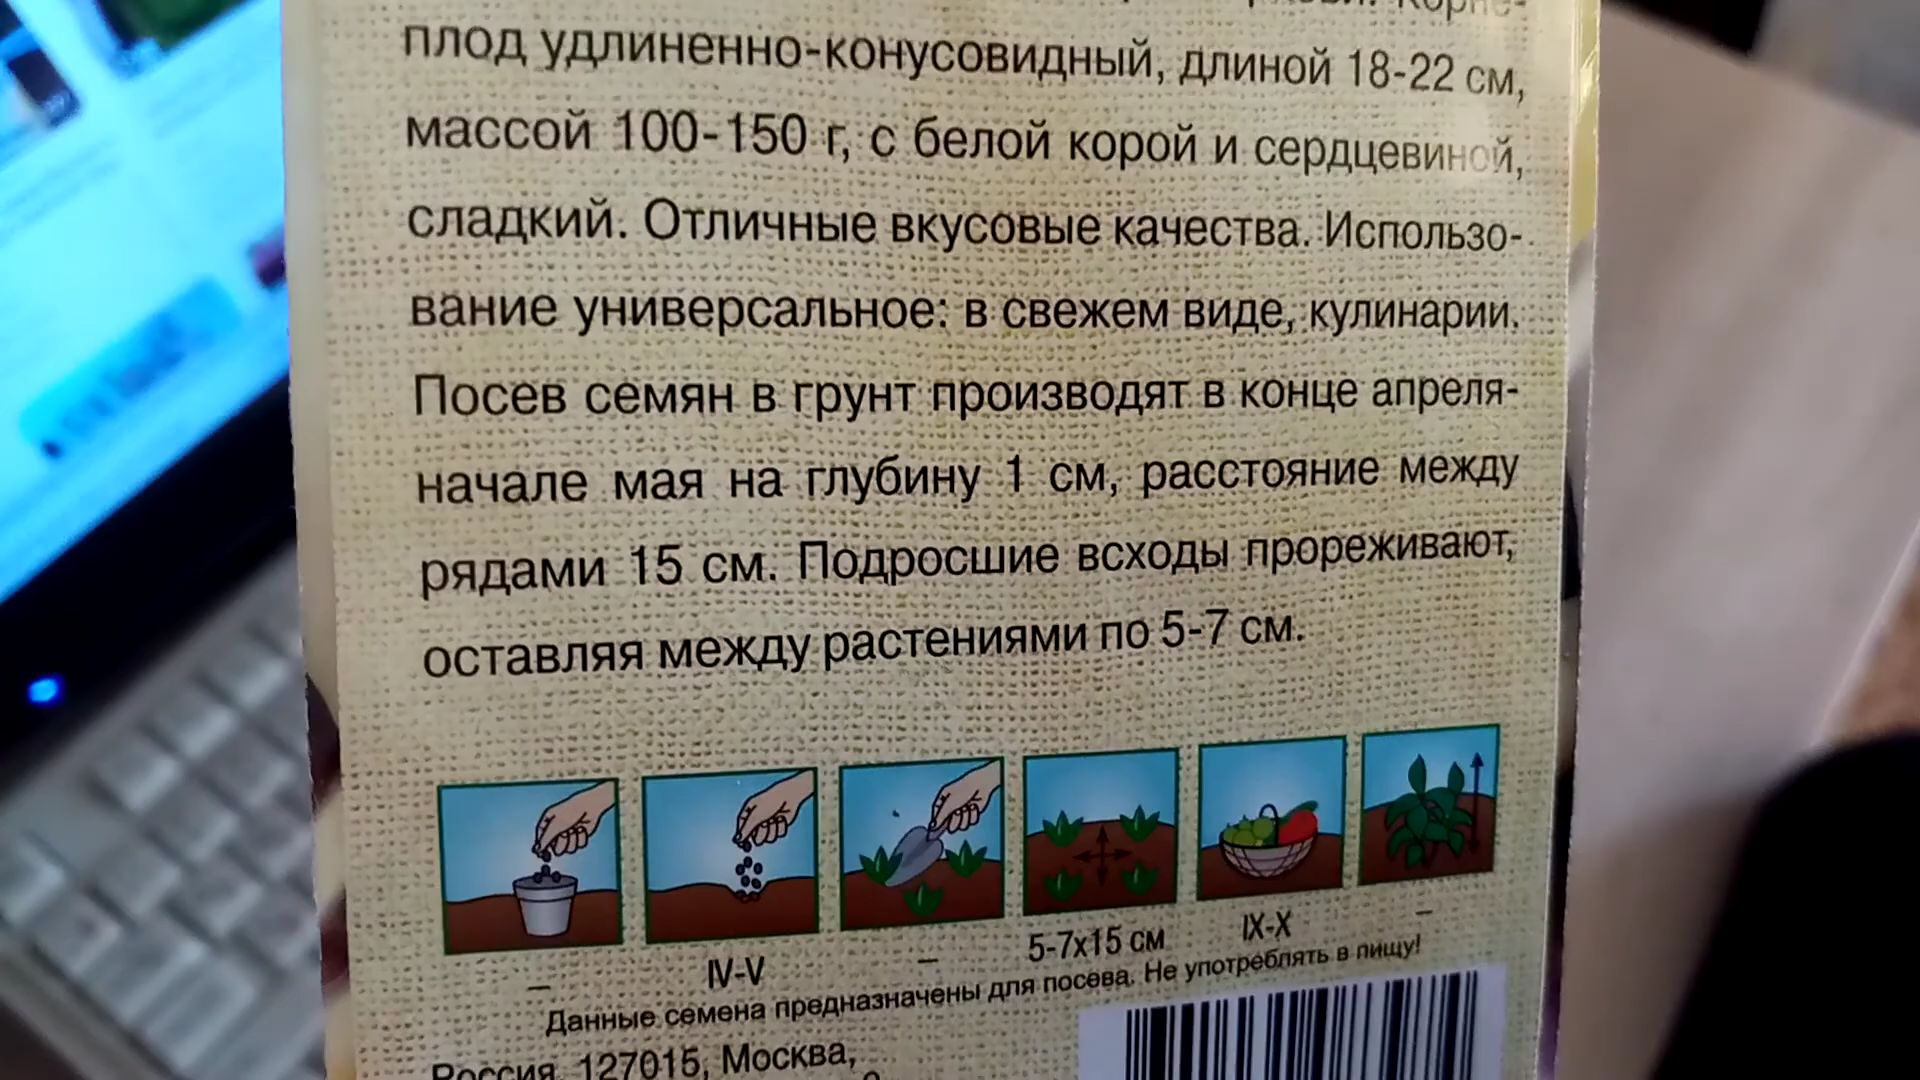 плод удлиненно-конусовидный, длиной 18-22 см,
массой 100-150 г, с белой корой и сердцевиной,
сладкий. Отличные вкусовые качества. Использо-
вание универсальное: в свежем виде, кулинарии.
Посев семян в грунт производят в конце апреля-
начале мая на глубину 1 см, расстояние между
рядами 15 см. Подросшие всходы прореживают,
оставляя между растениями по 5-7 см.
– IV-V – 5-7х15 см IX-X –
Данные семена предназначены для посева. Не употреблять в пищу!
Россия, 127015, Москва,